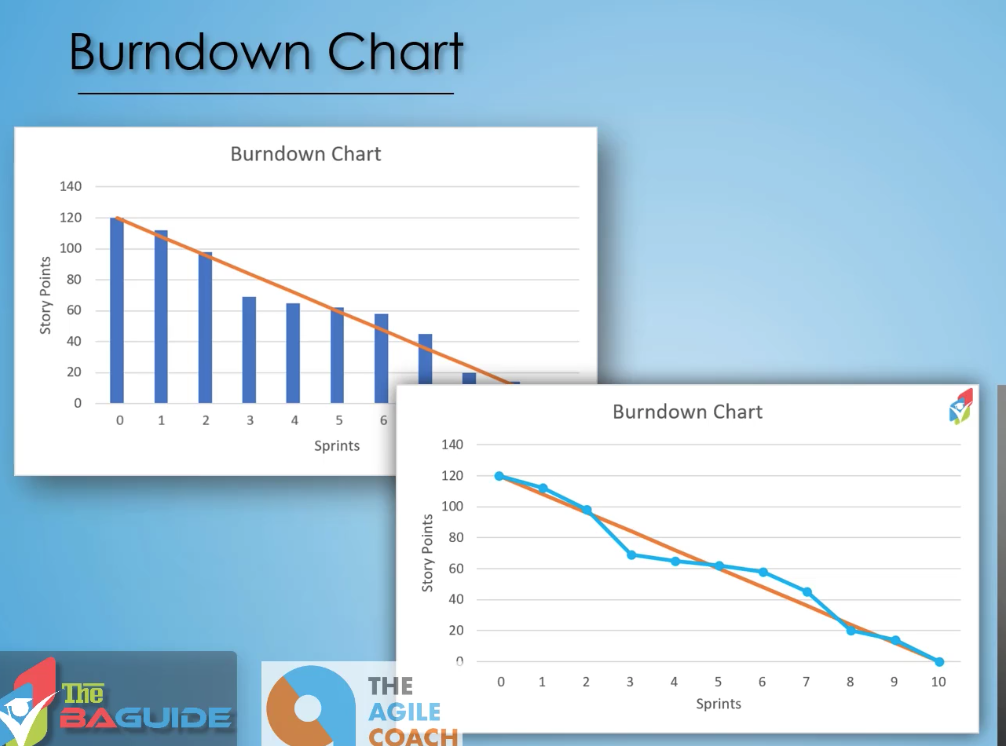 Burndown Chart
Burndown Chart
140
120
100
80
60
40
20
0
Story Points
0 1 2 3 4 5 6
Sprints
Burndown Chart
140
120
100
80
60
40
20
0
Story Points
0 1 2 3 4 5 6 7 8 9 10
Sprints
The
BAGUIDE
THE
AGILE
COACH